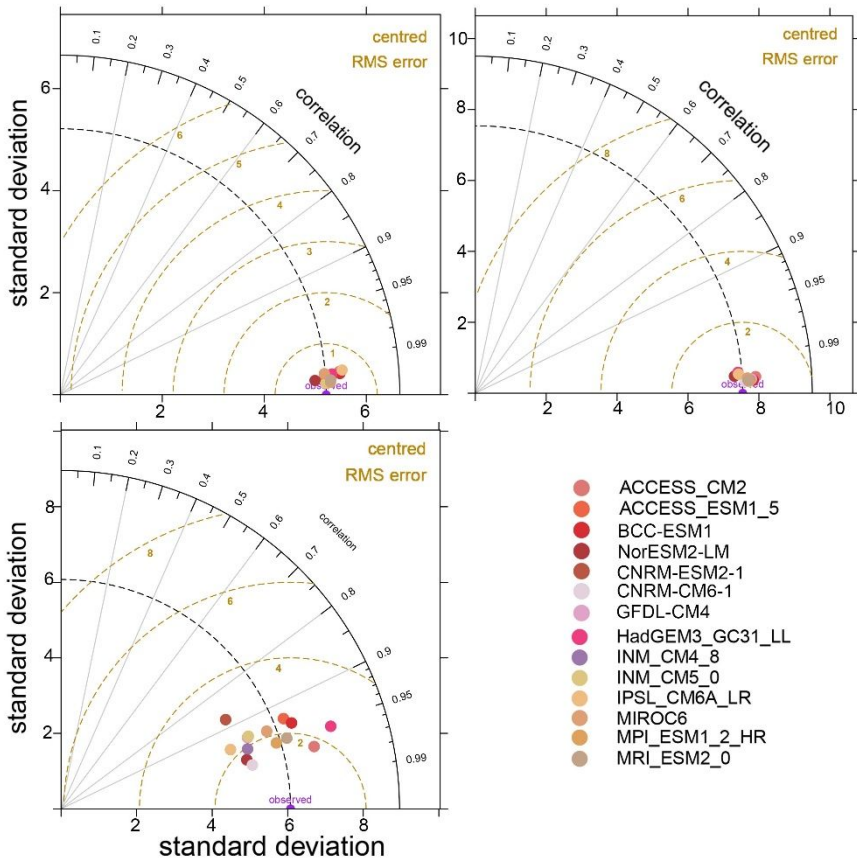 centred
RMS error
correlation
standard deviation
0.1
0.2
0.3
0.4
0.5
0.6
0.7
0.8
0.9
0.95
0.99
6
4
2
6
5
4
3
2
1
observed
2
4
6
centred
RMS error
correlation
0.1
0.2
0.3
0.4
0.5
0.6
0.7
0.8
0.9
0.95
0.99
10
8
6
4
2
8
6
4
2
observed
2
4
6
8
10
centred
RMS error
correlation
standard deviation
0.1
0.2
0.3
0.4
0.5
0.6
0.7
0.8
0.9
0.95
0.99
8
6
4
2
8
6
4
2
observed
2
4
6
8
standard deviation
ACCESS_CM2
ACCESS_ESM1_5
BCC-ESM1
NorESM2-LM
CNRM-ESM2-1
CNRM-CM6-1
GFDL-CM4
HadGEM3_GC31_LL
INM_CM4_8
INM_CM5_0
IPSL_CM6A_LR
MIROC6
MPI_ESM1_2_HR
MRI_ESM2_0